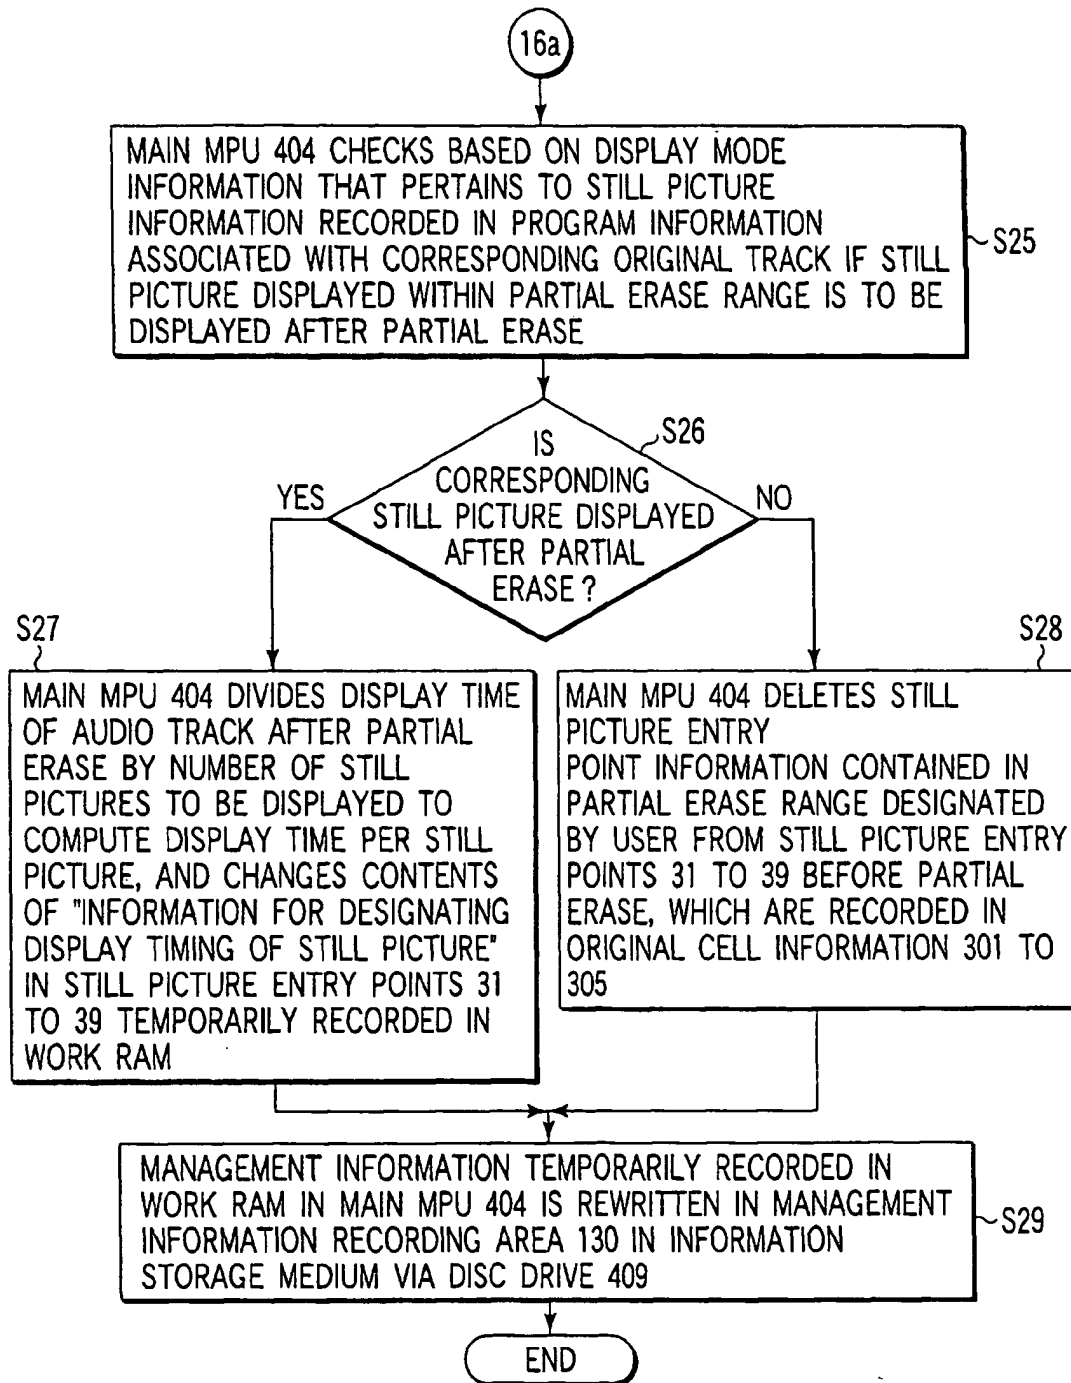 16a
MAIN MPU 404 CHECKS BASED ON DISPLAY MODE
INFORMATION THAT PERTAINS TO STILL PICTURE
INFORMATION RECORDED IN PROGRAM INFORMATION
ASSOCIATED WITH CORRESPONDING ORIGINAL TRACK IF STILL
PICTURE DISPLAYED WITHIN PARTIAL ERASE RANGE IS TO BE
DISPLAYED AFTER PARTIAL ERASE
S25
S26
IS
CORRESPONDING
STILL PICTURE DISPLAYED
AFTER PARTIAL
ERASE?
YES
NO
S27
MAIN MPU 404 DIVIDES DISPLAY TIME
OF AUDIO TRACK AFTER PARTIAL
ERASE BY NUMBER OF STILL
PICTURES TO BE DISPLAYED TO
COMPUTE DISPLAY TIME PER STILL
PICTURE, AND CHANGES CONTENTS
OF "INFORMATION FOR DESIGNATING
DISPLAY TIMING OF STILL PICTURE"
IN STILL PICTURE ENTRY POINTS 31
TO 39 TEMPORARILY RECORDED IN
WORK RAM
S28
MAIN MPU 404 DELETES STILL
PICTURE ENTRY
POINT INFORMATION CONTAINED IN
PARTIAL ERASE RANGE DESIGNATED
BY USER FROM STILL PICTURE ENTRY
POINTS 31 TO 39 BEFORE PARTIAL
ERASE, WHICH ARE RECORDED IN
ORIGINAL CELL INFORMATION 301 TO
305
MANAGEMENT INFORMATION TEMPORARILY RECORDED IN
WORK RAM IN MAIN MPU 404 IS REWRITTEN IN MANAGEMENT
INFORMATION RECORDING AREA 130 IN INFORMATION
STORAGE MEDIUM VIA DISC DRIVE 409
S29
END